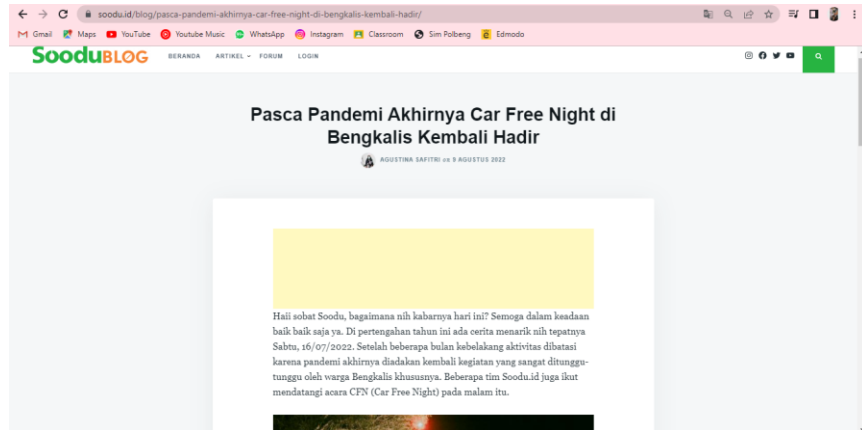 soodu.id/blog/pasca-pandemi-akhirnya-car-free-night-di-bengkalis-kembali-hadir/
Gmail Maps YouTube Youtube Music WhatsApp Instagram Classroom Sim Polbeng Edmodo
SooduBLOG BERANDA ARTIKEL FORUM LOGIN
Pasca Pandemi Akhirnya Car Free Night di
Bengkalis Kembali Hadir
AGUSTINA SAFITRI on 9 AGUSTUS 2022
Haii sobat Soodu, bagaimana nih kabarnya hari ini? Semoga dalam keadaan
baik baik saja ya. Di pertengahan tahun ini ada cerita menarik nih tepatnya
Sabtu, 16/07/2022. Setelah beberapa bulan kebelakang aktivitas dibatasi
karena pandemi akhirnya diadakan kembali kegiatan yang sangat ditunggu-
tunggu oleh warga Bengkalis khususnya. Beberapa tim Soodu.id juga ikut
mendatangi acara CFN (Car Free Night) pada malam itu.